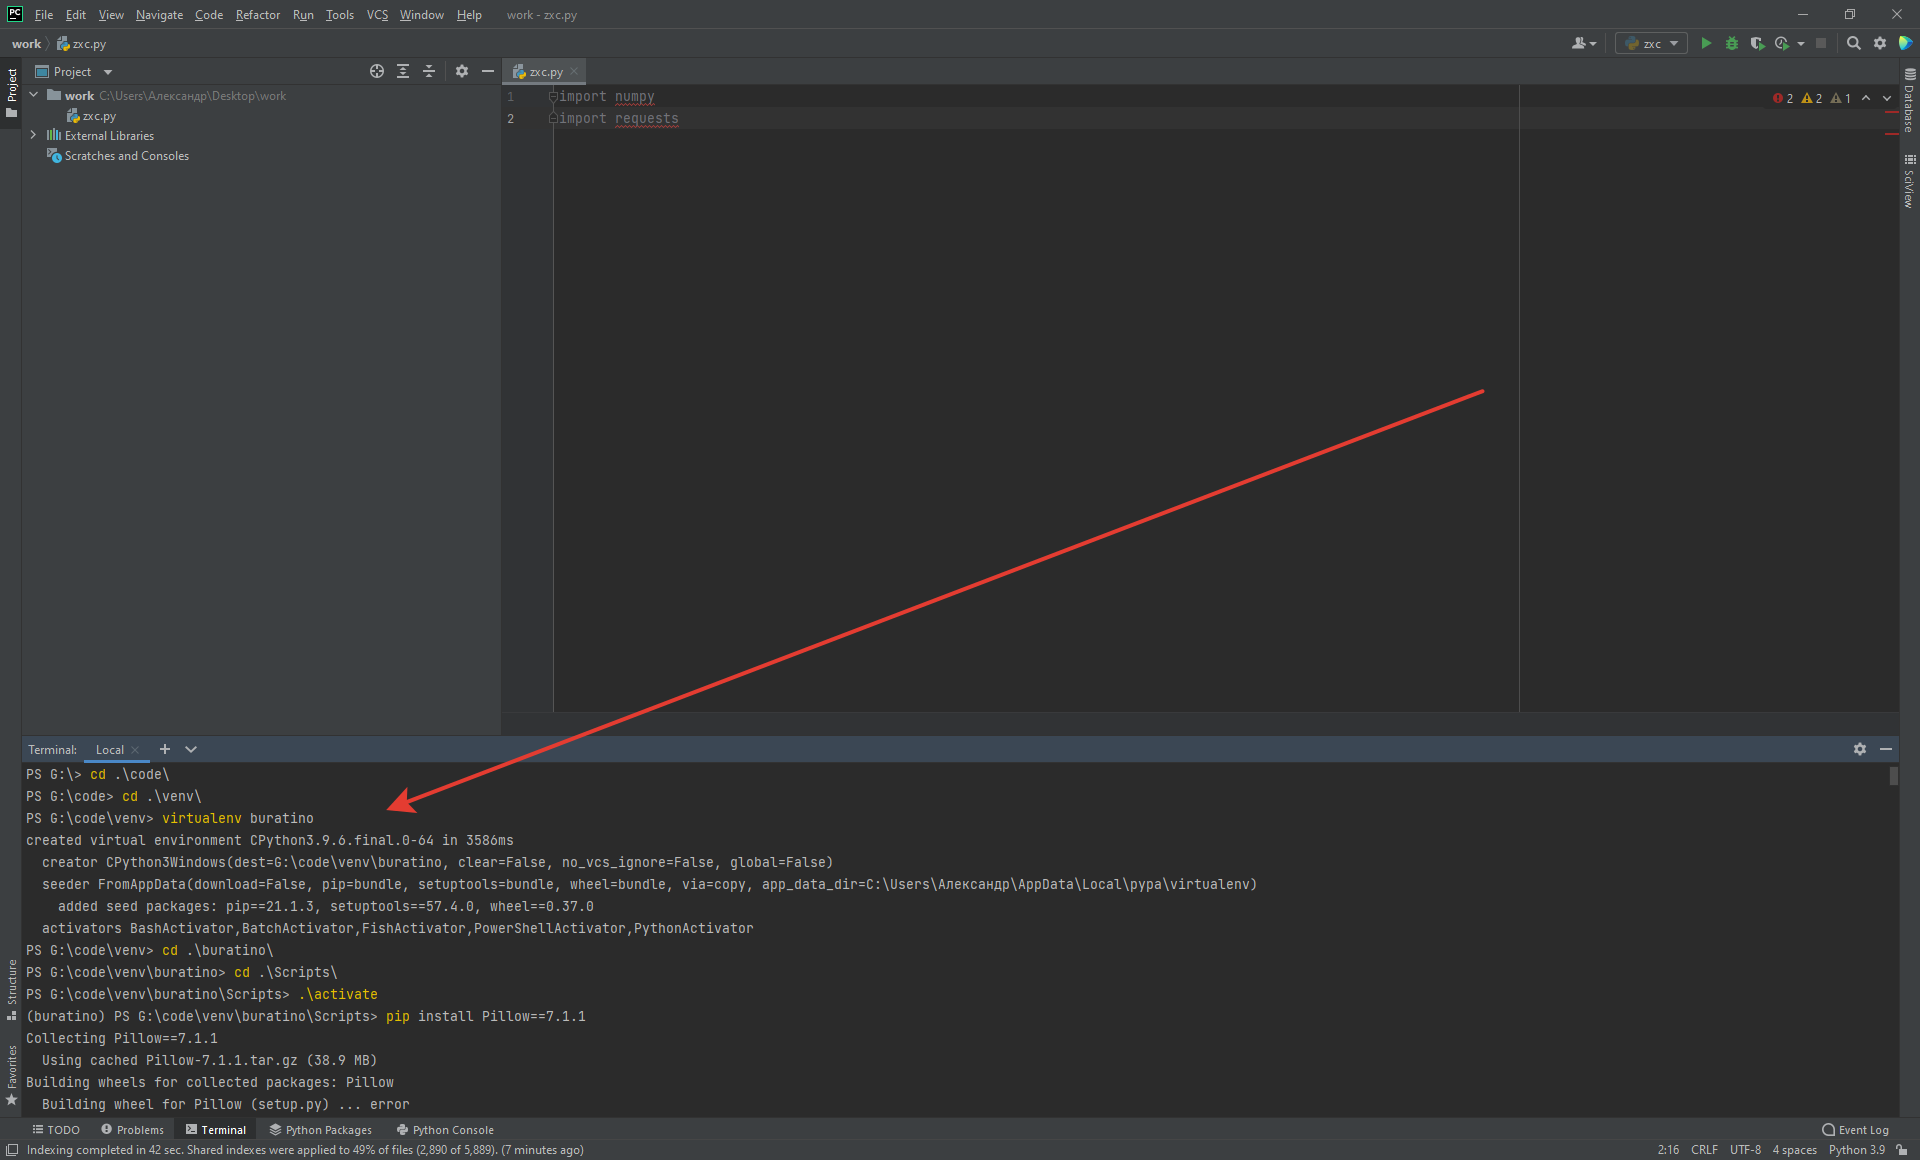 PC File Edit View Navigate Code Refactor Run Tools VCS Window Help work - zxc.py
work zxc.py zxc
Project
Project zxc.py
work C:\Users\Александр\Desktop\work
zxc.py
External Libraries
Scratches and Consoles
1 import numpy 2 2 1
2 import requests
Database
SciView
Terminal: Local
PS G:\> cd .\code\
PS G:\code> cd .\venv\
PS G:\code\venv> virtualenv buratino
created virtual environment CPython3.9.6.final.0-64 in 3586ms
creator CPython3Windows(dest=G:\code\venv\buratino, clear=False, no_vcs_ignore=False, global=False)
seeder FromAppData(download=False, pip=bundle, setuptools=bundle, wheel=bundle, via=copy, app_data_dir=C:\Users\Александр\AppData\Local\pypa\virtualenv)
added seed packages: pip==21.1.3, setuptools==57.4.0, wheel==0.37.0
activators BashActivator,BatchActivator,FishActivator,PowerShellActivator,PythonActivator
PS G:\code\venv> cd .\buratino\
PS G:\code\venv\buratino> cd .\Scripts\
PS G:\code\venv\buratino\Scripts> .\activate
(buratino) PS G:\code\venv\buratino\Scripts> pip install Pillow==7.1.1
Collecting Pillow==7.1.1
Using cached Pillow-7.1.1.tar.gz (38.9 MB)
Building wheels for collected packages: Pillow
Building wheel for Pillow (setup.py) ... error
Structure
Favorites
TODO Problems Terminal Python Packages Python Console Event Log
Indexing completed in 42 sec. Shared indexes were applied to 49% of files (2,890 of 5,889). (7 minutes ago) 2:16 CRLF UTF-8 4 spaces Python 3.9